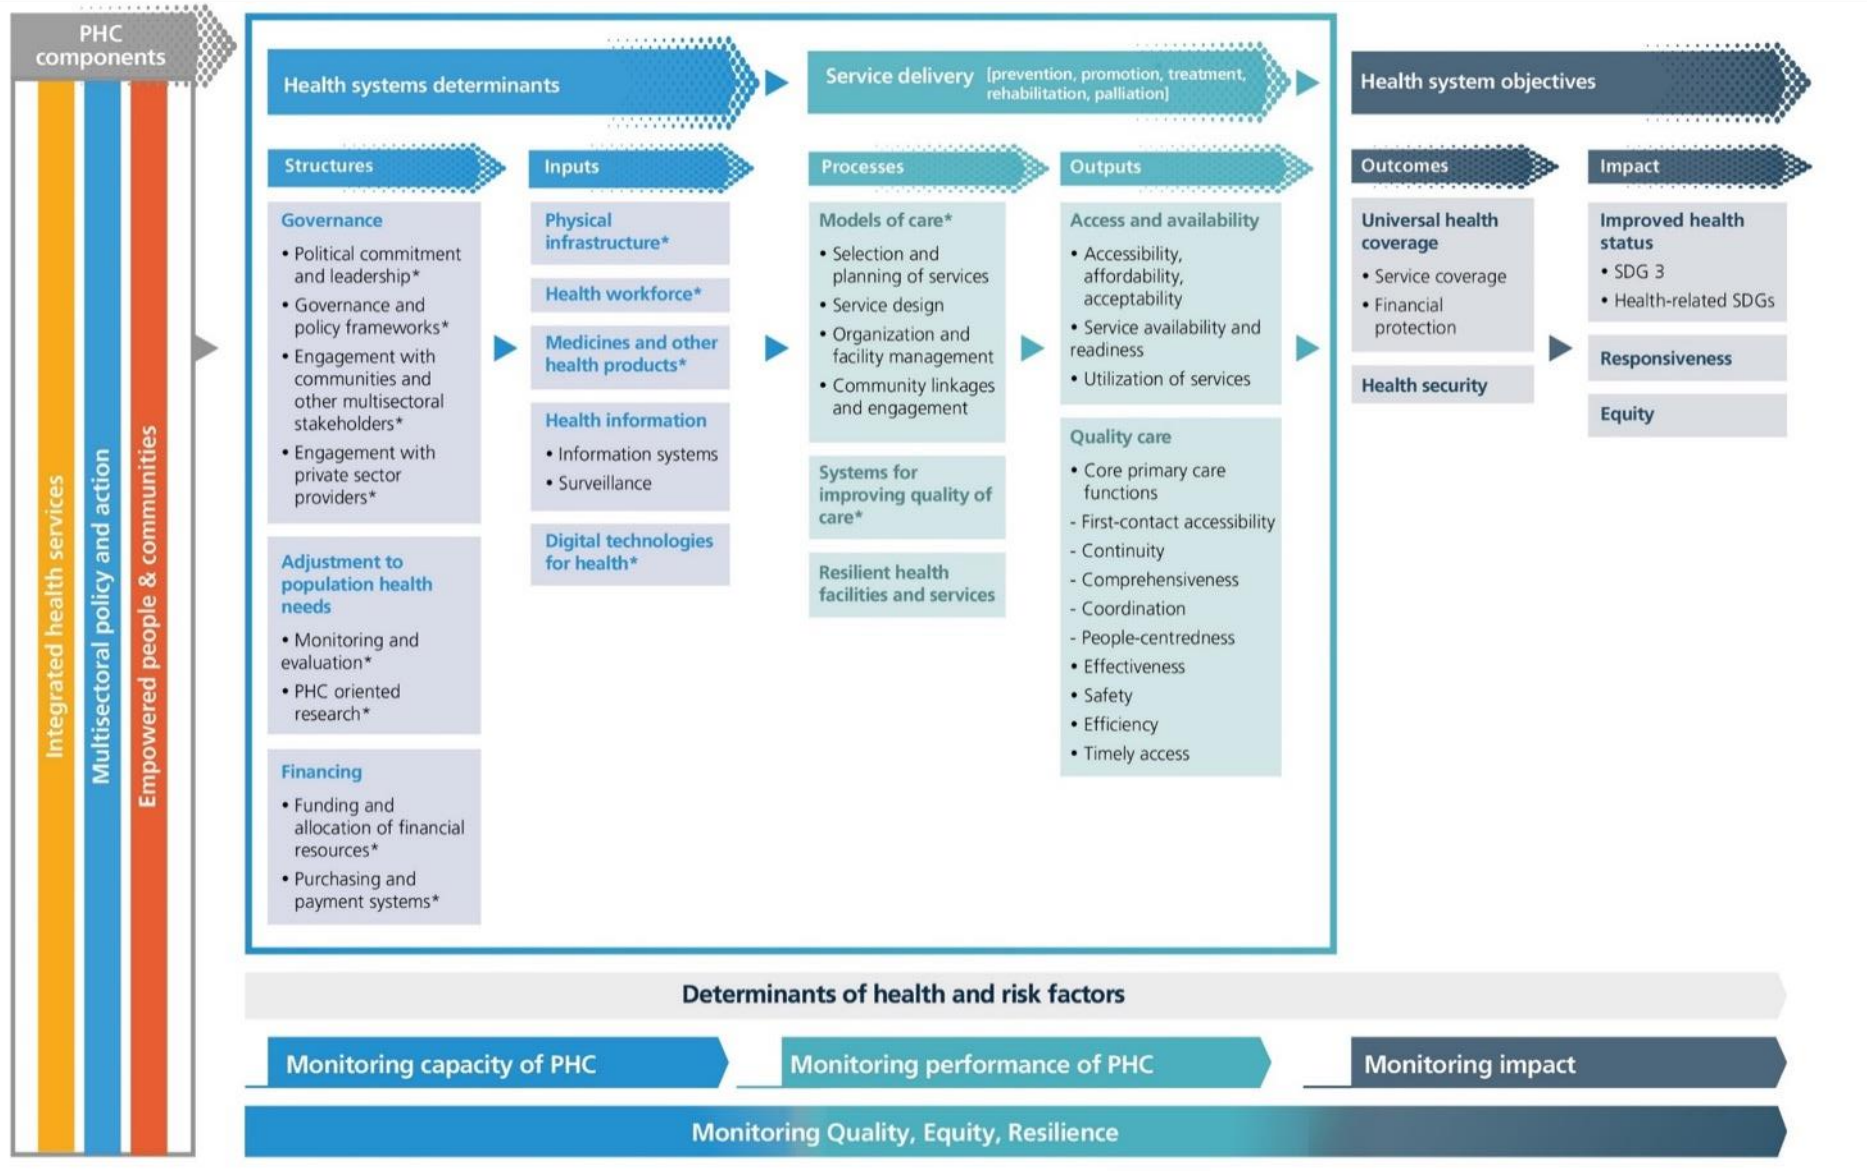 PHC
components
Integrated health services
Multisectoral policy and action
Empowered people & communities
Health systems determinants
Service delivery [prevention, promotion, treatment,
rehabilitation, palliation]
Health system objectives
Structures
Governance
• Political commitment
and leadership*
• Governance and
policy frameworks*
• Engagement with
communities and
other multisectoral
stakeholders*
• Engagement with
private sector
providers*
Adjustment to
population health
needs
• Monitoring and
evaluation*
• PHC oriented
research*
Financing
• Funding and
allocation of financial
resources*
• Purchasing and
payment systems*
Inputs
Physical
infrastructure*
Health workforce*
Medicines and other
health products*
Health information
• Information systems
• Surveillance
Digital technologies
for health*
Processes
Models of care*
• Selection and
planning of services
• Service design
• Organization and
facility management
• Community linkages
and engagement
Systems for
improving quality of
care*
Resilient health
facilities and services
Outputs
Access and availability
• Accessibility,
affordability,
acceptability
• Service availability and
readiness
• Utilization of services
Quality care
• Core primary care
functions
- First-contact accessibility
- Continuity
- Comprehensiveness
- Coordination
- People-centredness
• Effectiveness
• Safety
• Efficiency
• Timely access
Outcomes
Universal health
coverage
• Service coverage
• Financial
protection
Health security
Impact
Improved health
status
• SDG 3
• Health-related SDGs
Responsiveness
Equity
Determinants of health and risk factors
Monitoring capacity of PHC
Monitoring performance of PHC
Monitoring impact
Monitoring Quality, Equity, Resilience